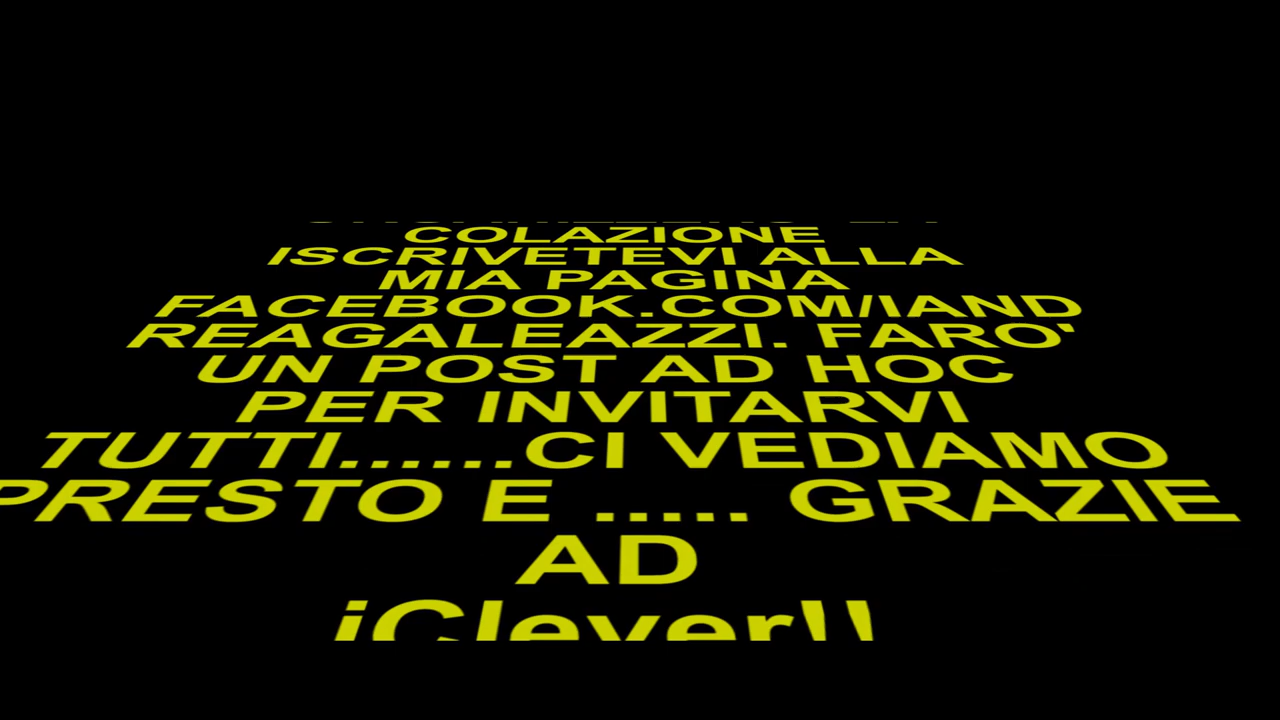 COLAZIONE
ISCRIVETEVI ALLA
MIA PAGINA
FACEBOOK.COM/IAND
REAGALEAZZI. FARO'
UN POST AD HOC
PER INVITARVI
TUTTI......CI VEDIAMO
PRESTO E ..... GRAZIE
AD
iClever!!